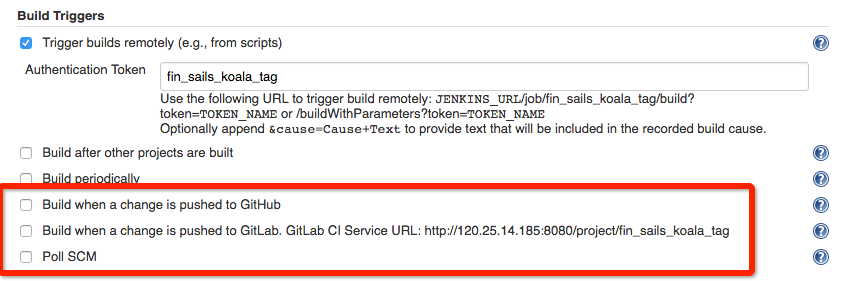 Build Triggers
Trigger builds remotely (e.g., from scripts)
Authentication Token
fin_sails_koala_tag
Use the following URL to trigger build remotely: JENKINS_URL/job/fin_sails_koala_tag/build?
token=TOKEN_NAME or /buildWithParameters?token=TOKEN_NAME
Optionally append &cause=Cause+Text to provide text that will be included in the recorded build cause.
Build after other projects are built
Build periodically
Build when a change is pushed to GitHub
Build when a change is pushed to GitLab. GitLab CI Service URL: http://120.25.14.185:8080/project/fin_sails_koala_tag
Poll SCM